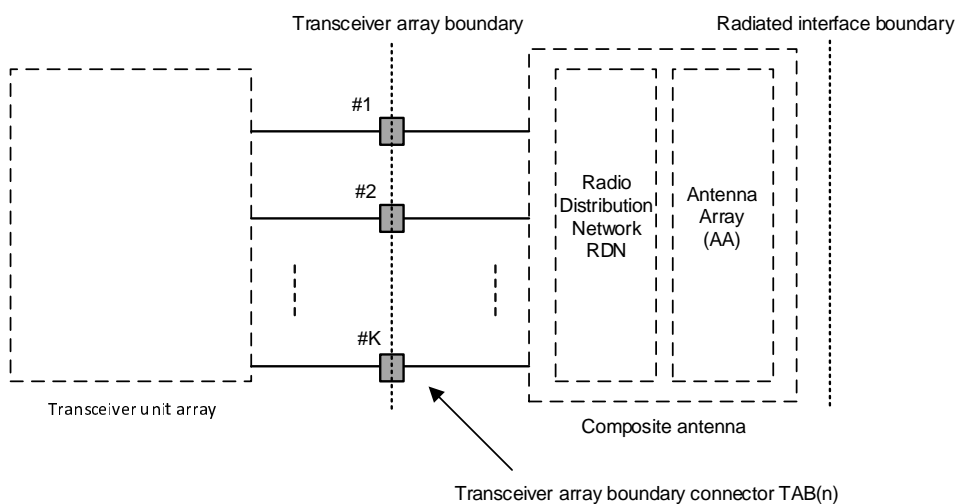 Transceiver array boundary
Radiated interface boundary
#1
#2
#K
Radio
Distribution
Network
RDN
Antenna
Array
(AA)
Transceiver unit array
Composite antenna
Transceiver array boundary connector TAB(n)